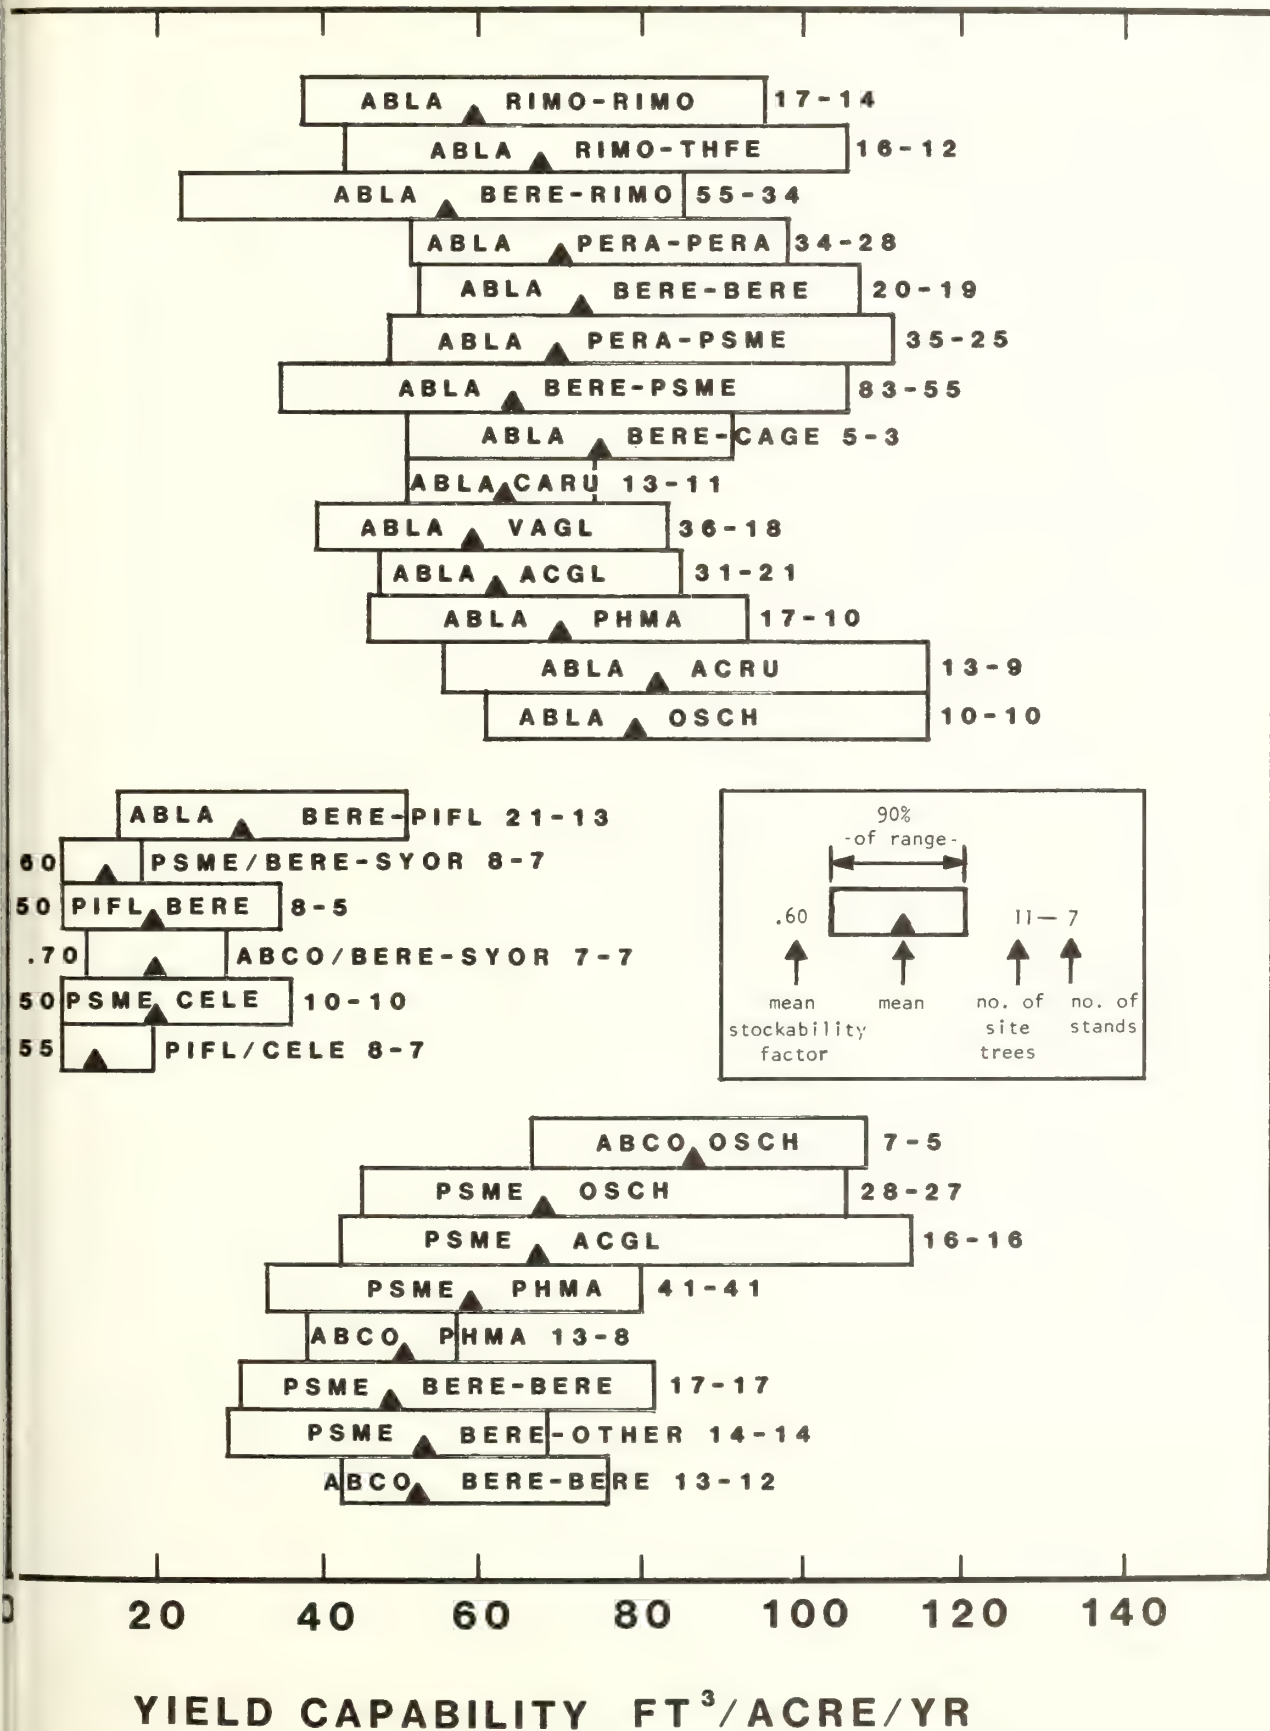 ABLA RIMO-RIMO 17-14
ABLA RIMO-THFE 16-12
ABLA BERE-RIMO 55-34
ABLA PERA-PERA 34-28
ABLA BERE-BERE 20-19
ABLA PERA-PSME 35-25
ABLA BERE-PSME 83-55
ABLA BERE-CAGE 5-3
ABLA CARU 13-11
ABLA VAGL 36-18
ABLA ACGL 31-21
ABLA PHMA 17-10
ABLA ACRU 13-9
ABLA OSCH 10-10
ABLA BERE-PIFL 21-13
60 PSME/BERE-SYOR 8-7
50 PIFL BERE 8-5
.70 ABCO/BERE-SYOR 7-7
50 PSME CELE 10-10
55 PIFL/CELE 8-7
90%
-of range-
.60 11-7
mean stockability factor
mean
no. of site trees
no. of stands
ABCO OSCH 7-5
PSME OSCH 28-27
PSME ACGL 16-16
PSME PHMA 41-41
ABCO PHMA 13-8
PSME BERE-BERE 17-17
PSME BERE-OTHER 14-14
ABCO BERE-BERE 13-12
0 20 40 60 80 100 120 140
YIELD CAPABILITY FT³/ACRE/YR